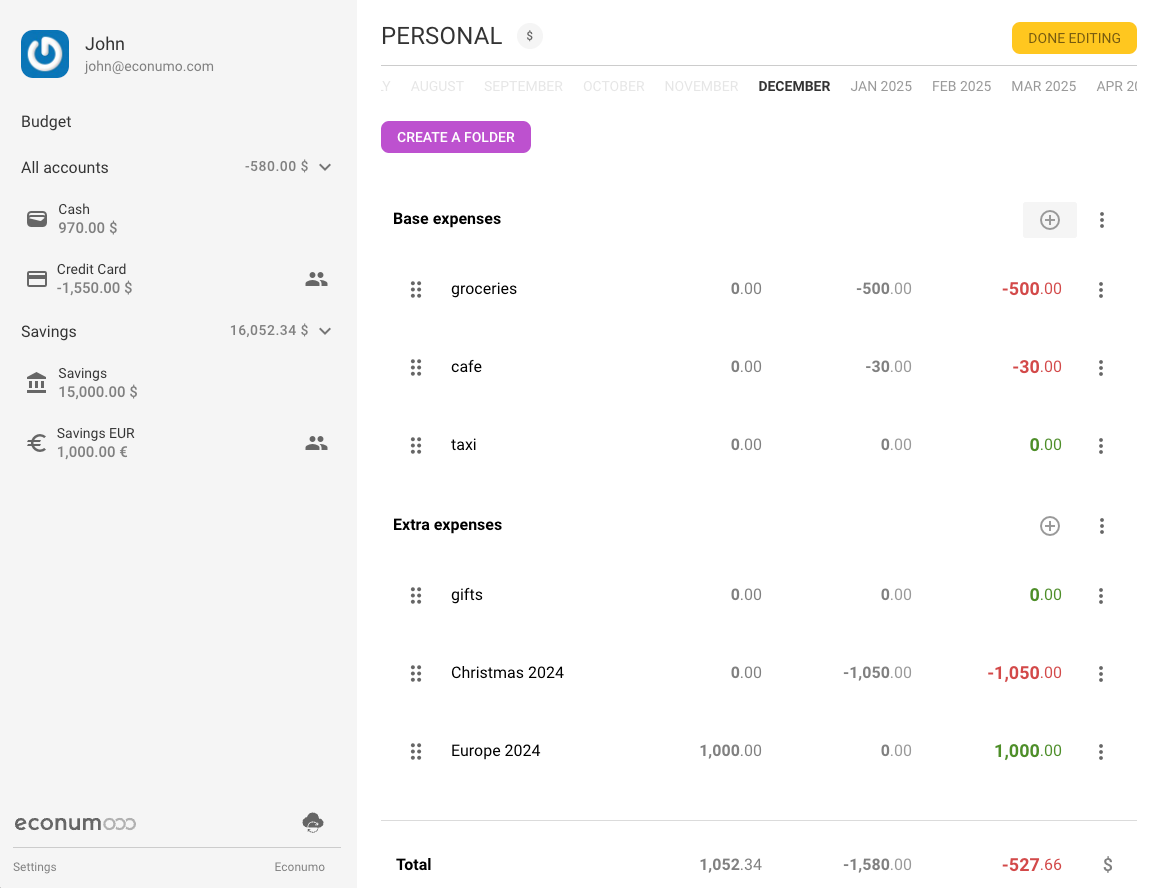 John
john@econumo.com
Budget
All accounts -580.00 $
Cash
970.00 $
Credit Card
-1,550.00 $
Savings 16,052.34 $
Savings
15,000.00 $
Savings EUR
1,000.00 €
econumo
Settings Econumo
PERSONAL $
DONE EDITING
LY AUGUST SEPTEMBER OCTOBER NOVEMBER DECEMBER JAN 2025 FEB 2025 MAR 2025 APR 20
CREATE A FOLDER
Base expenses
groceries 0.00 -500.00 -500.00
cafe 0.00 -30.00 -30.00
taxi 0.00 0.00 0.00
Extra expenses
gifts 0.00 0.00 0.00
Christmas 2024 0.00 -1,050.00 -1,050.00
Europe 2024 1,000.00 0.00 1,000.00
Total 1,052.34 -1,580.00 -527.66 $